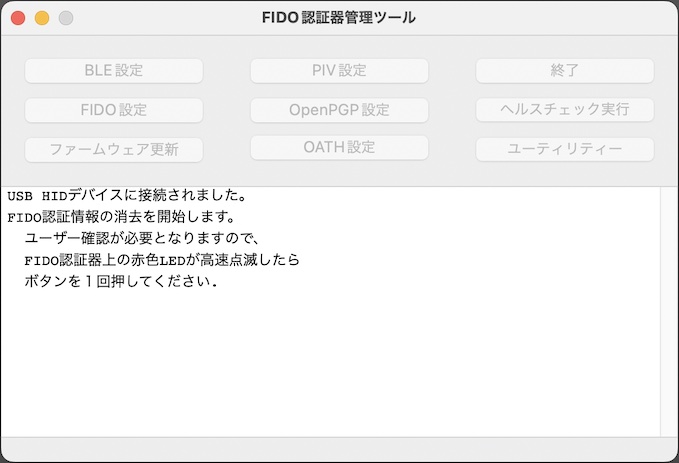 FIDO認証器管理ツール
BLE設定
PIV設定
終了
FIDO設定
OpenPGP設定
ヘルスチェック実行
ファームウェア更新
OATH設定
ユーティリティー
USB HIDデバイスに接続されました。
FIDO認証情報の消去を開始します。
ユーザー確認が必要となりますので、
FIDO認証器上の赤色LEDが高速点滅したら
ボタンを1回押してください.